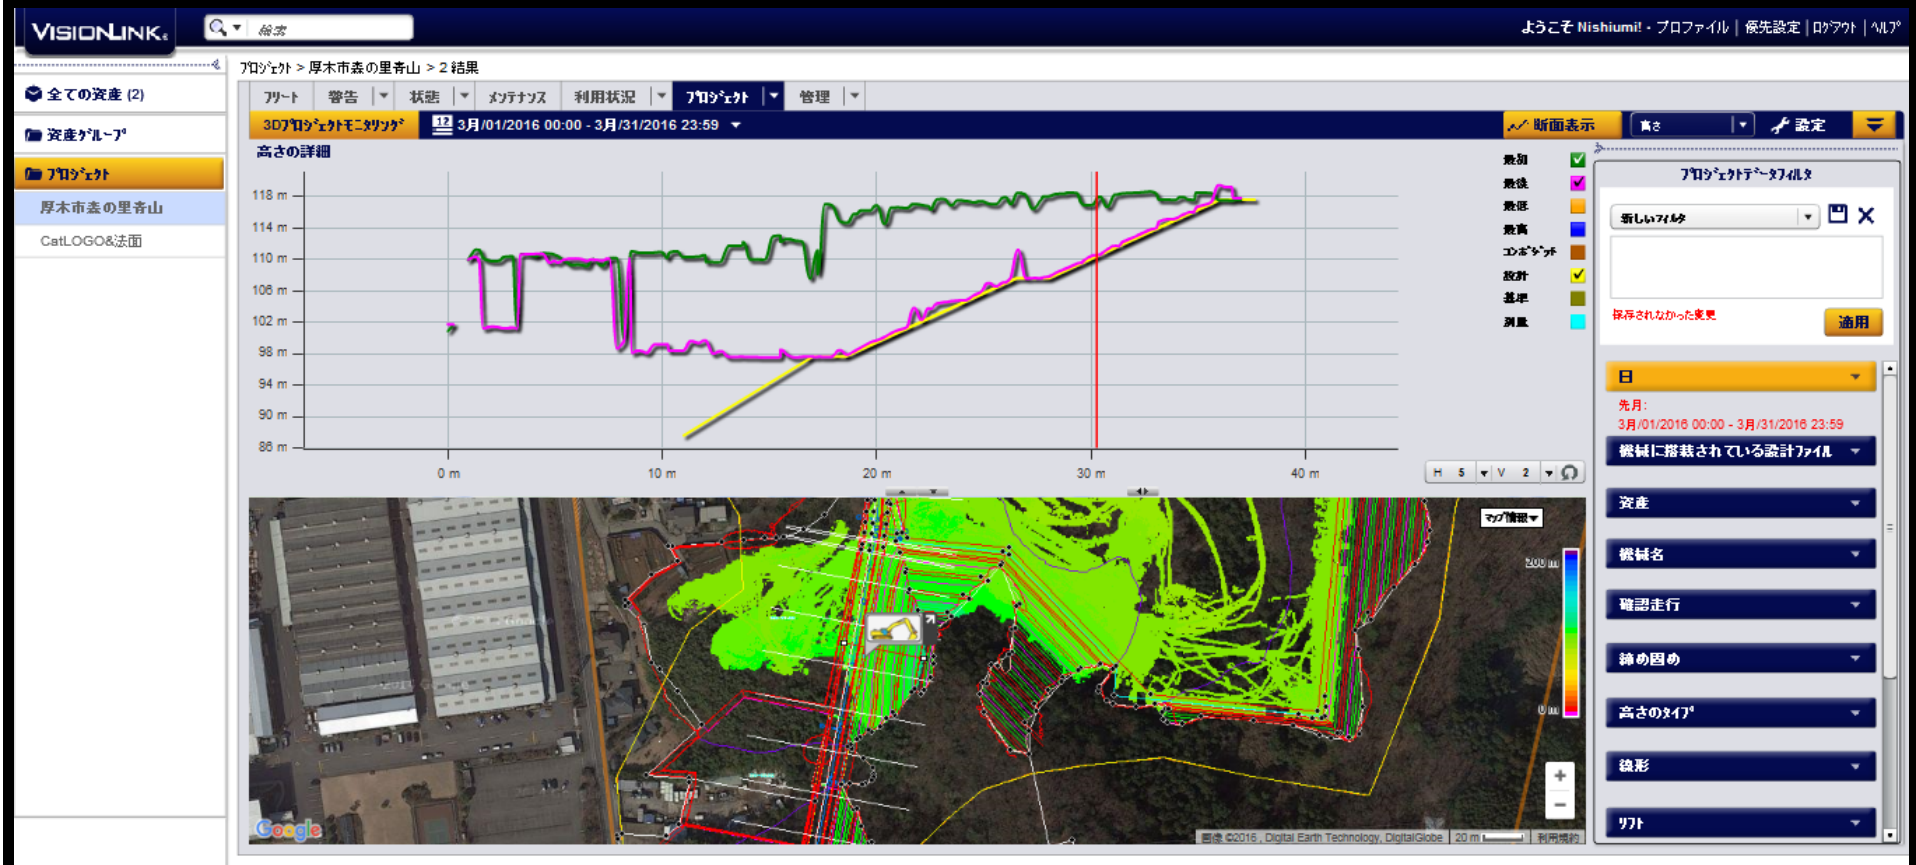 VISIONLINK®
検索
ようこそ Nishiumi! - プロファイル | 優先設定 | ログアウト | ヘルプ
プロジェクト > 厚木市森の里青山 > 2 結果
全ての資産 (2)
資産グループ
プロジェクト
厚木市森の里青山
CatLOGO&法面
フリート 警告 状態 メンテナンス 利用状況 プロジェクト 管理
3Dプロジェクトモニタリング 12 3月/01/2016 00:00 - 3月/31/2016 23:59
断面表示 高さ 設定
高さの詳細
118 m
114 m
110 m
106 m
102 m
98 m
94 m
90 m
86 m
0 m 10 m 20 m 30 m 40 m
最初
最後
最低
最高
コンポジット
設計
基準
測量
H 5 V 2
マップ情報
200 m
0 m
+
−
Google
画像 ©2016 , Digital Earth Technology, DigitalGlobe 20 m 利用規約
プロジェクトデータフィルタ
新しいフィルタ
保存されなかった変更
適用
日
先月:
3月/01/2016 00:00 - 3月/31/2016 23:59
機械に搭載されている設計ファイル
資産
機械名
確認走行
締め固め
高さのタイプ
線形
リフト